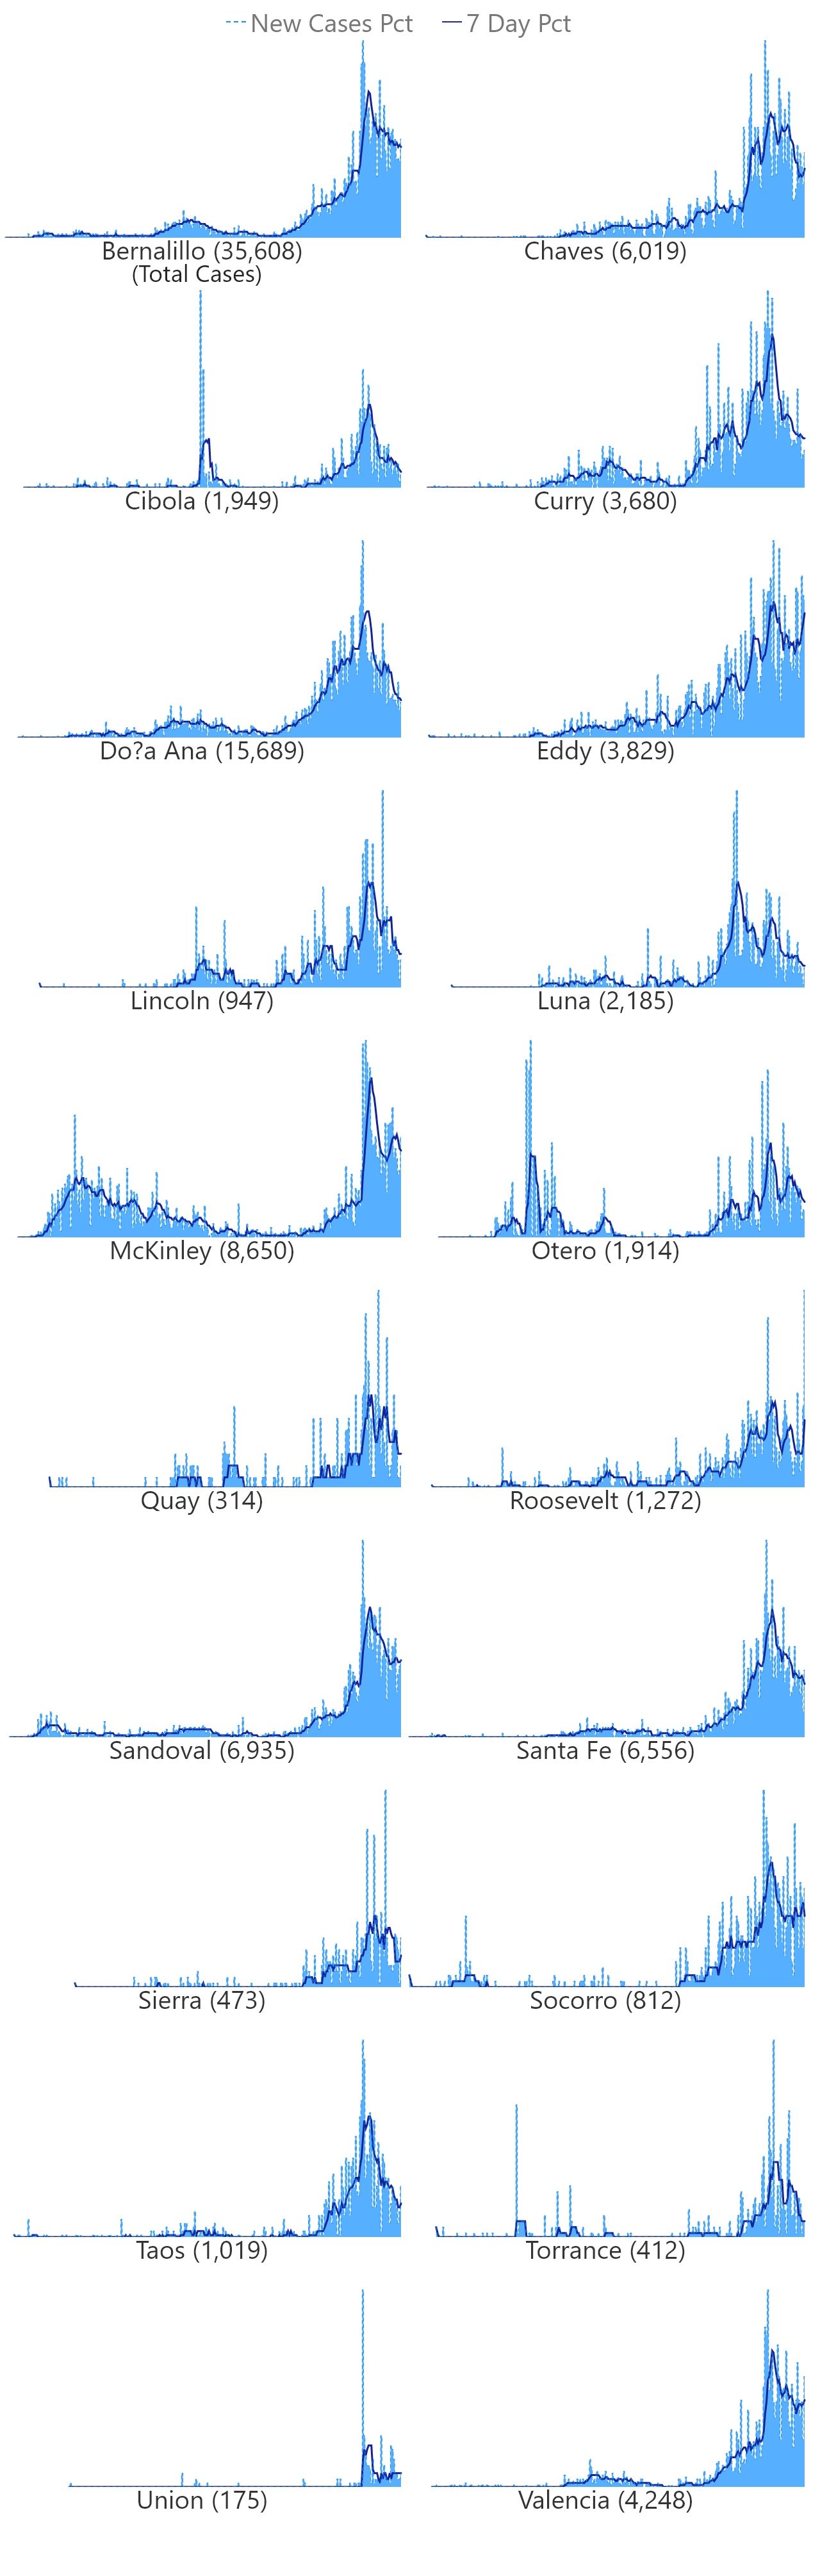 New Cases Pct 7 Day Pct
Bernalillo (35,608)
(Total Cases)
Chaves (6,019)
Cibola (1,949)
Curry (3,680)
Do?a Ana (15,689)
Eddy (3,829)
Lincoln (947)
Luna (2,185)
McKinley (8,650)
Otero (1,914)
Quay (314)
Roosevelt (1,272)
Sandoval (6,935)
Santa Fe (6,556)
Sierra (473)
Socorro (812)
Taos (1,019)
Torrance (412)
Union (175)
Valencia (4,248)